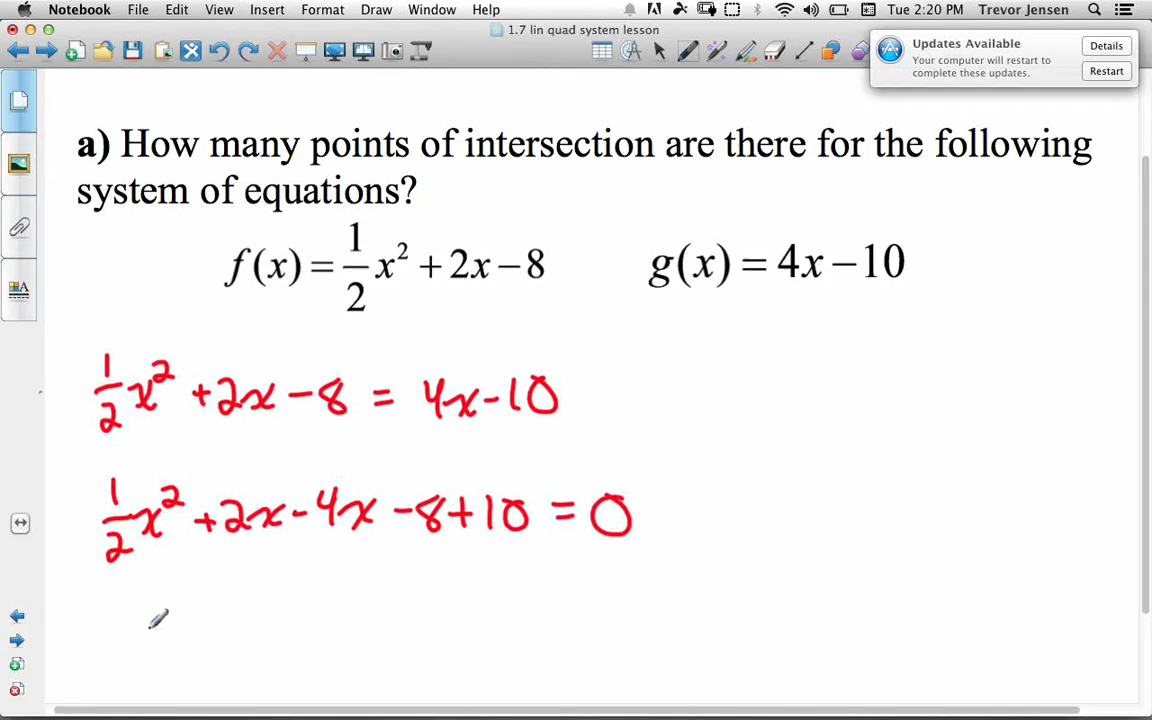 Notebook File Edit View Insert Format Draw Window Help Tue 2:20 PM Trevor Jensen
1.7 lin quad system lesson
Updates Available
Your computer will restart to complete these updates.
Details
Restart
a) How many points of intersection are there for the following
system of equations?
f(x) = 1/2 x² + 2x − 8 g(x) = 4x − 10
1/2 x² + 2x − 8 = 4x − 10
1/2 x² + 2x − 4x − 8 + 10 = 0